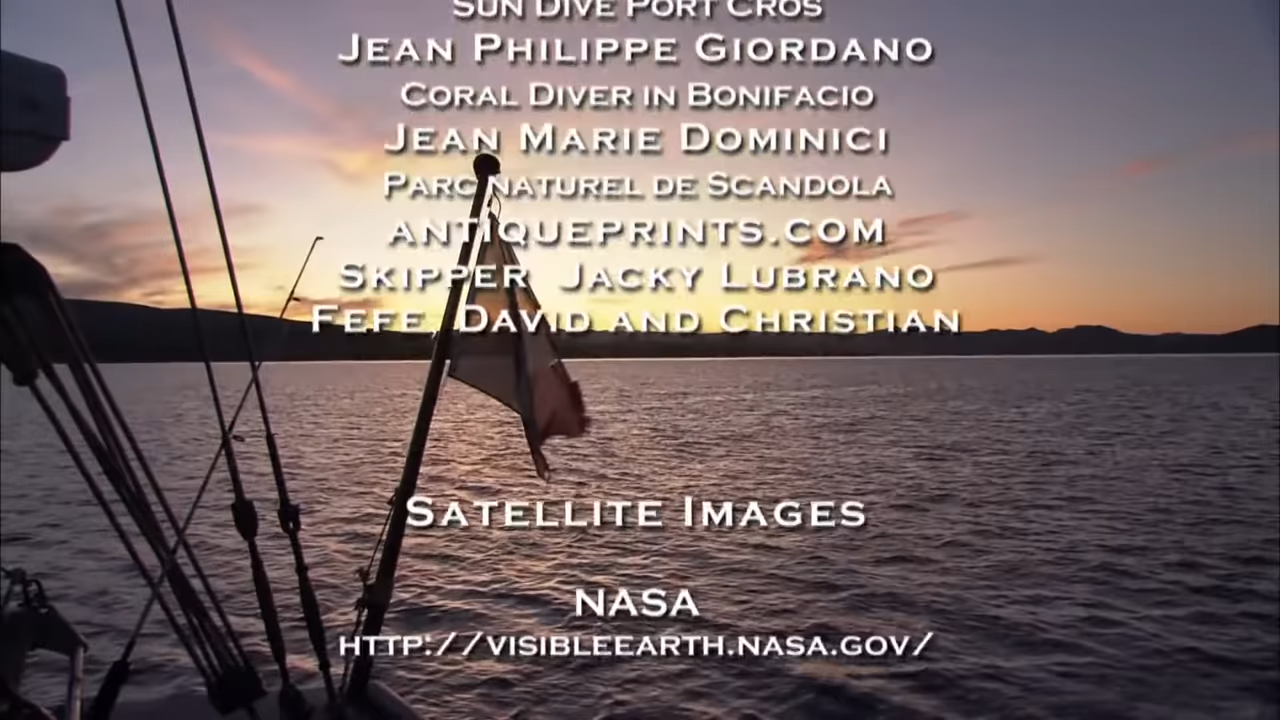 Sun Dive Port Cros
Jean Philippe Giordano
Coral Diver in Bonifacio
Jean Marie Dominici
Parc naturel de Scandola
antiqueprints.com
Skipper Jacky Lubrano
Fefe, David and Christian
Satellite Images
NASA
http://visibleearth.nasa.gov/